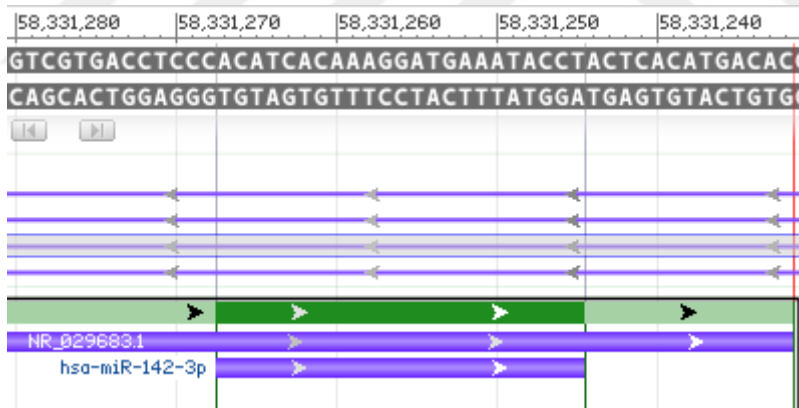 |58,331,280 |58,331,270 |58,331,260 |58,331,250 |58,331,240
GTCGTGACCTCCCACATCACAAAGGATGAAATACCTACTCACATGACAC
CAGCACTGGAGGGTGTAGTGTTTCCTACTTTATGGATGAGTGTACTGTG
NR_029683.1
hsa-miR-142-3p